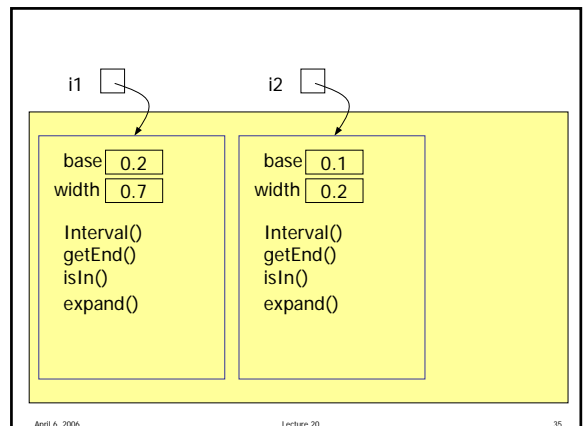 i1 i2
base 0.2
width 0.7
Interval()
getEnd()
isIn()
expand()
base 0.1
width 0.2
Interval()
getEnd()
isIn()
expand()
April 6, 2006 Lecture 20 35